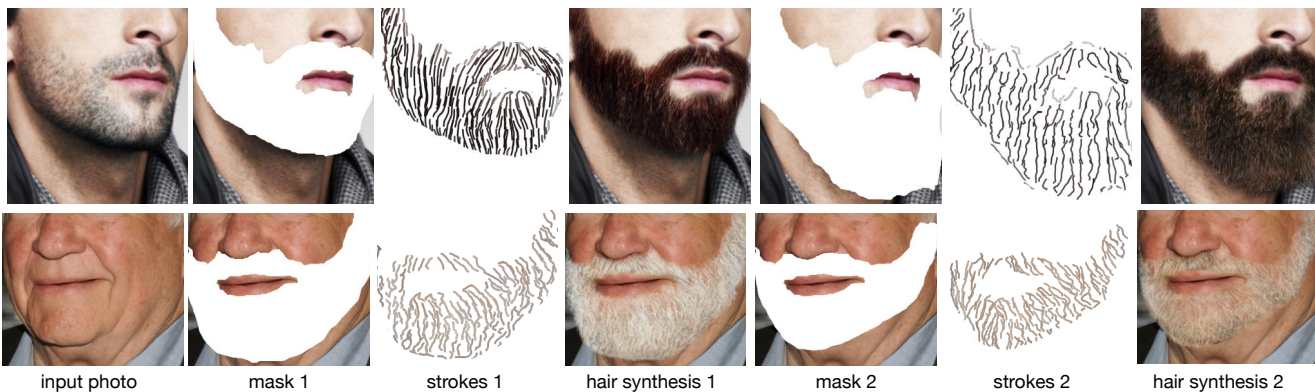 input photo mask 1 strokes 1 hair synthesis 1 mask 2 strokes 2 hair synthesis 2